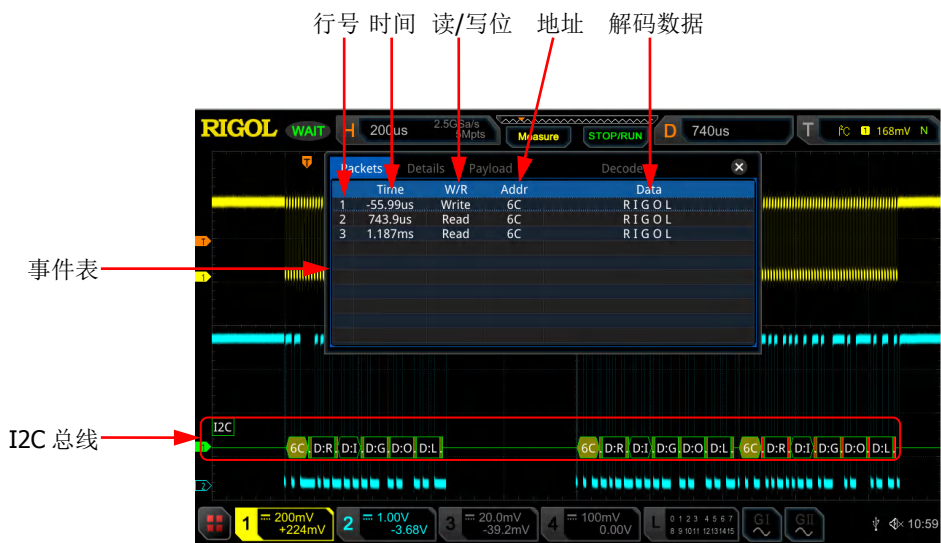 行号 时间 读/写位 地址 解码数据
RIGOL WAIT H 200us 2.5GSa/s 5Mpts Measure STOP/RUN D 740us T I²C 1 168mV N
T
Packets Details Payload Decode
Time W/R Addr Data
1 -55.99us Write 6C R I G O L
2 743.9us Read 6C R I G O L
3 1.187ms Read 6C R I G O L
T
事件表
1
I2C 总线
I2C
6C D:R D:I D:G D:O D:L 6C D:R D:I D:G D:O D:L 6C D:R D:I D:G D:O D:L
2
1 200mV +224mV 2 1.00V -3.68V 3 20.0mV -39.2mV 4 100mV 0.00V L 0 1 2 3 4 5 6 7 8 9 10 11 12 13 14 15 GI GII 10:59